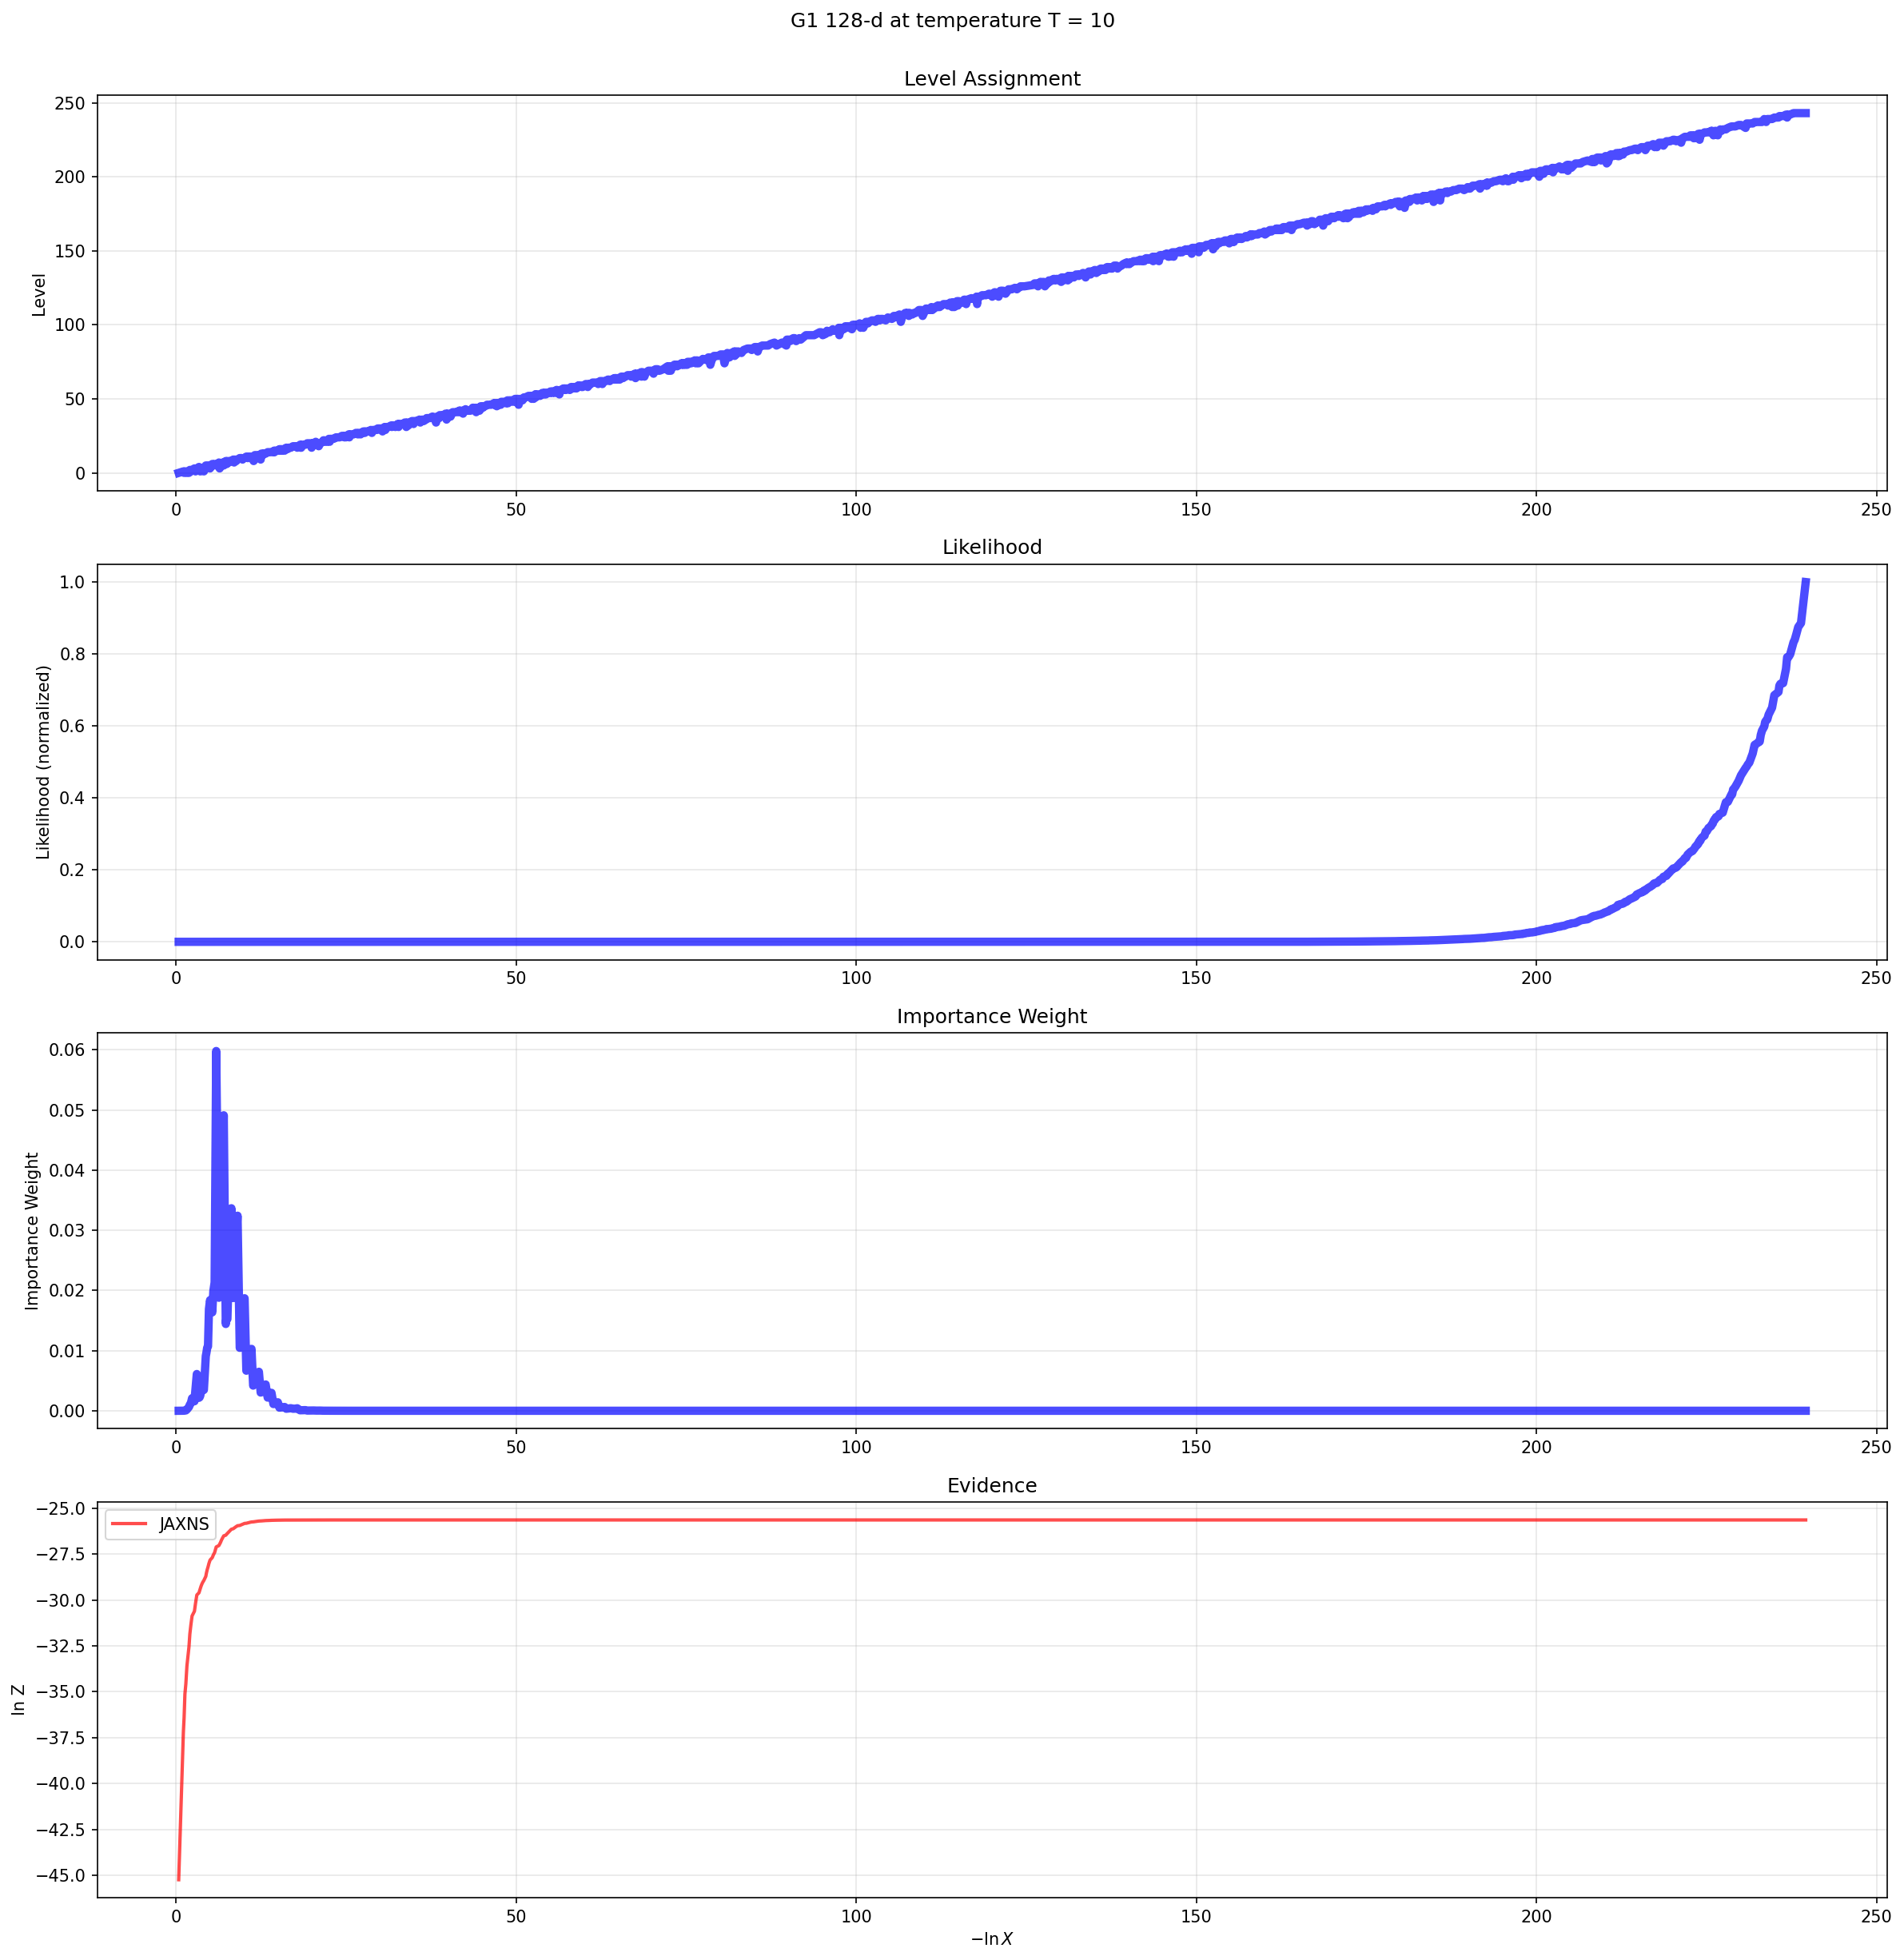 G1 128-d at temperature T = 10
Level Assignment
250
200
150
100
50
0
Level
0 50 100 150 200 250
Likelihood
1.0
0.8
0.6
0.4
0.2
0.0
Likelihood (normalized)
0 50 100 150 200 250
Importance Weight
0.06
0.05
0.04
0.03
0.02
0.01
0.00
Importance Weight
0 50 100 150 200 250
Evidence
JAXNS
−25.0
−27.5
−30.0
−32.5
−35.0
−37.5
−40.0
−42.5
−45.0
ln Z
0 50 100 150 200 250
−ln X